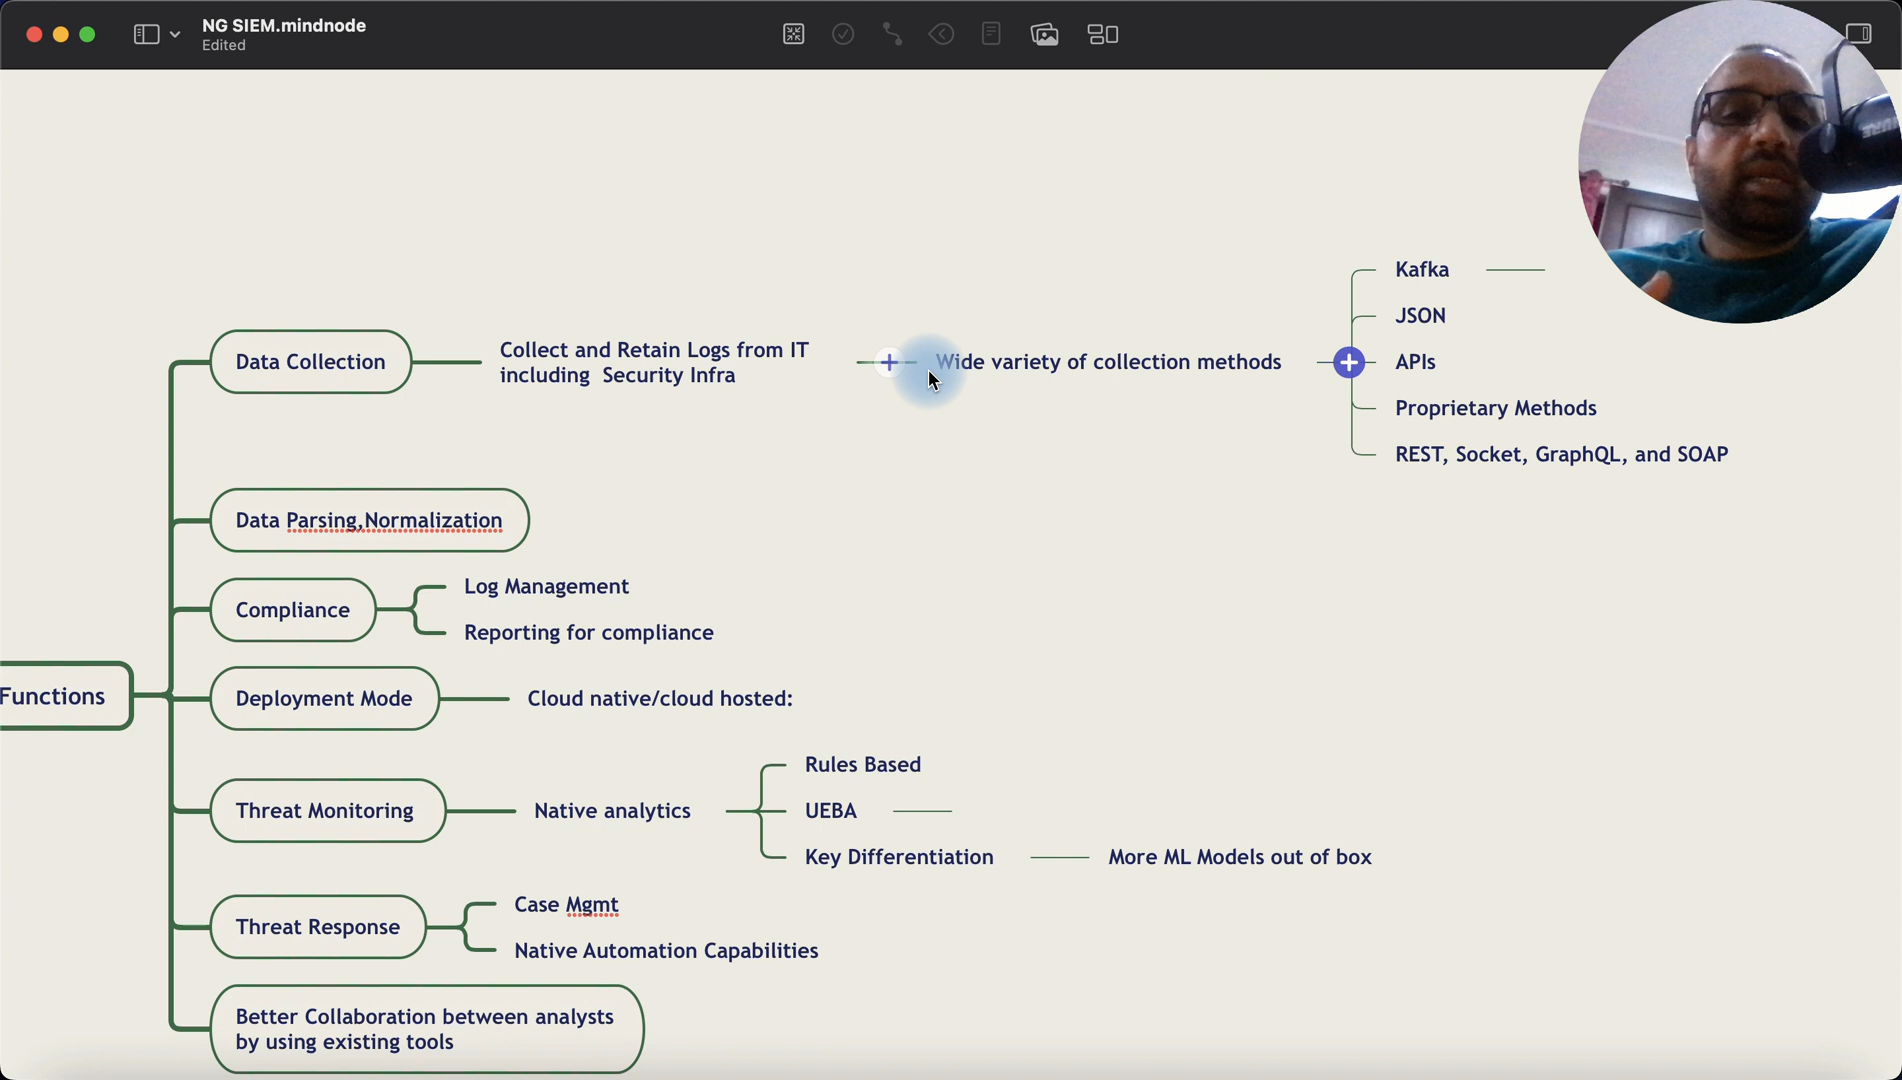 NG SIEM.mindnode
Edited
Kafka
JSON
Data Collection
Collect and Retain Logs from IT
including  Security Infra
Wide variety of collection methods
APIs
Proprietary Methods
REST, Socket, GraphQL, and SOAP
Data Parsing,Normalization
Compliance
Log Management
Reporting for compliance
Functions
Deployment Mode
Cloud native/cloud hosted:
Threat Monitoring
Native analytics
Rules Based
UEBA
Key Differentiation
More ML Models out of box
Threat Response
Case Mgmt
Native Automation Capabilities
Better Collaboration between analysts
by using existing tools